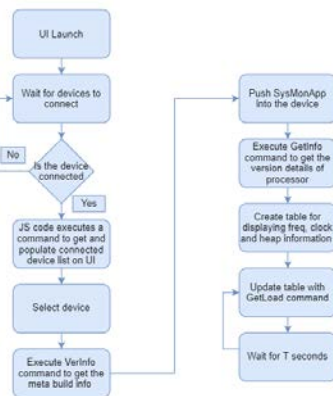 UI Launch
Wait for devices to
connect
No
Is the device
connected
Yes
JS code executes a
command to get and
populate connected
device list on UI
Select device
Execute VerInfo
command to get the
meta build info
Push SysMonApp
Into the device
Execute GetInfo
command to get the
version details of
processor
Create table for
displaying freq, clock
and heap information
Update table with
GetLoad command
Wait for T seconds